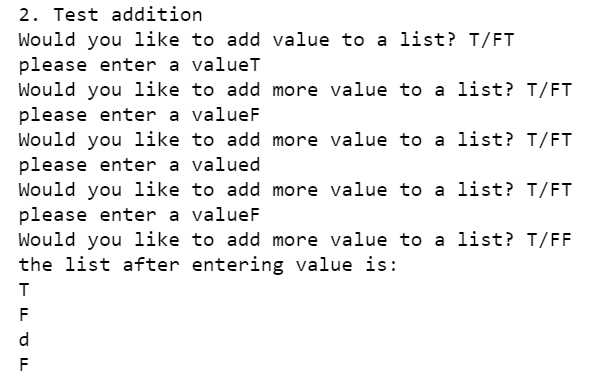 2. Test addition
Would you like to add value to a list? T/FT
please enter a valueT
Would you like to add more value to a list? T/FT
please enter a valueF
Would you like to add more value to a list? T/FT
please enter a valued
Would you like to add more value to a list? T/FT
please enter a valueF
Would you like to add more value to a list? T/FF
the list after entering value is:
T
F
d
F